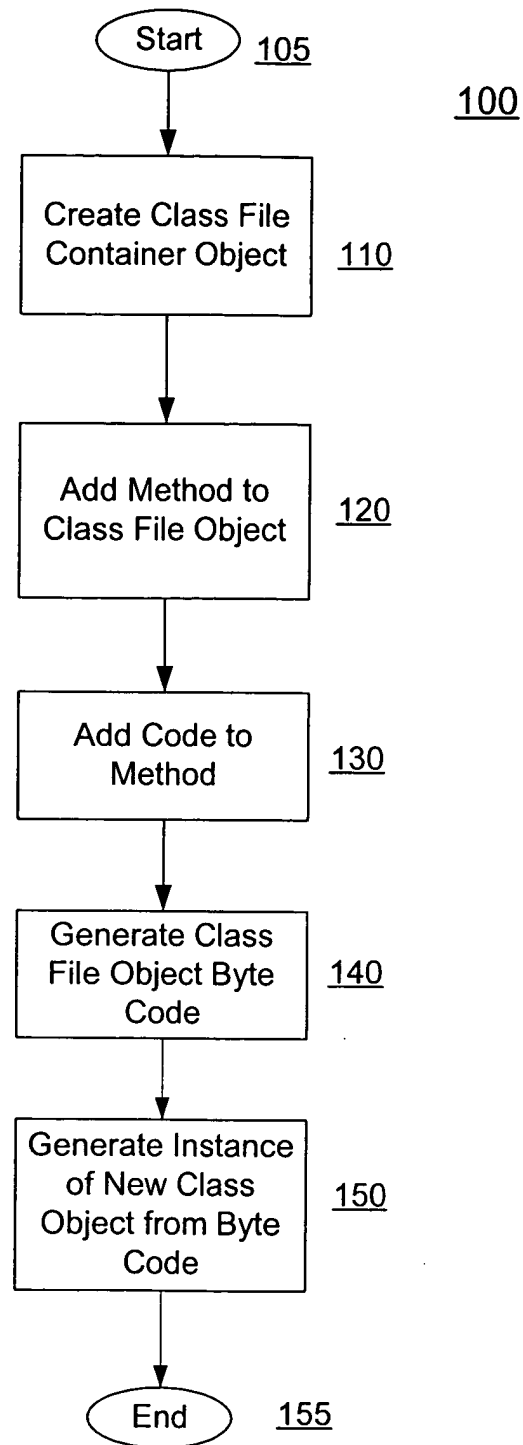 Start
105
100
Create Class File
Container Object
110
Add Method to
Class File Object
120
Add Code to
Method
130
Generate Class
File Object Byte
Code
140
Generate Instance
of New Class
Object from Byte
Code
150
End
155